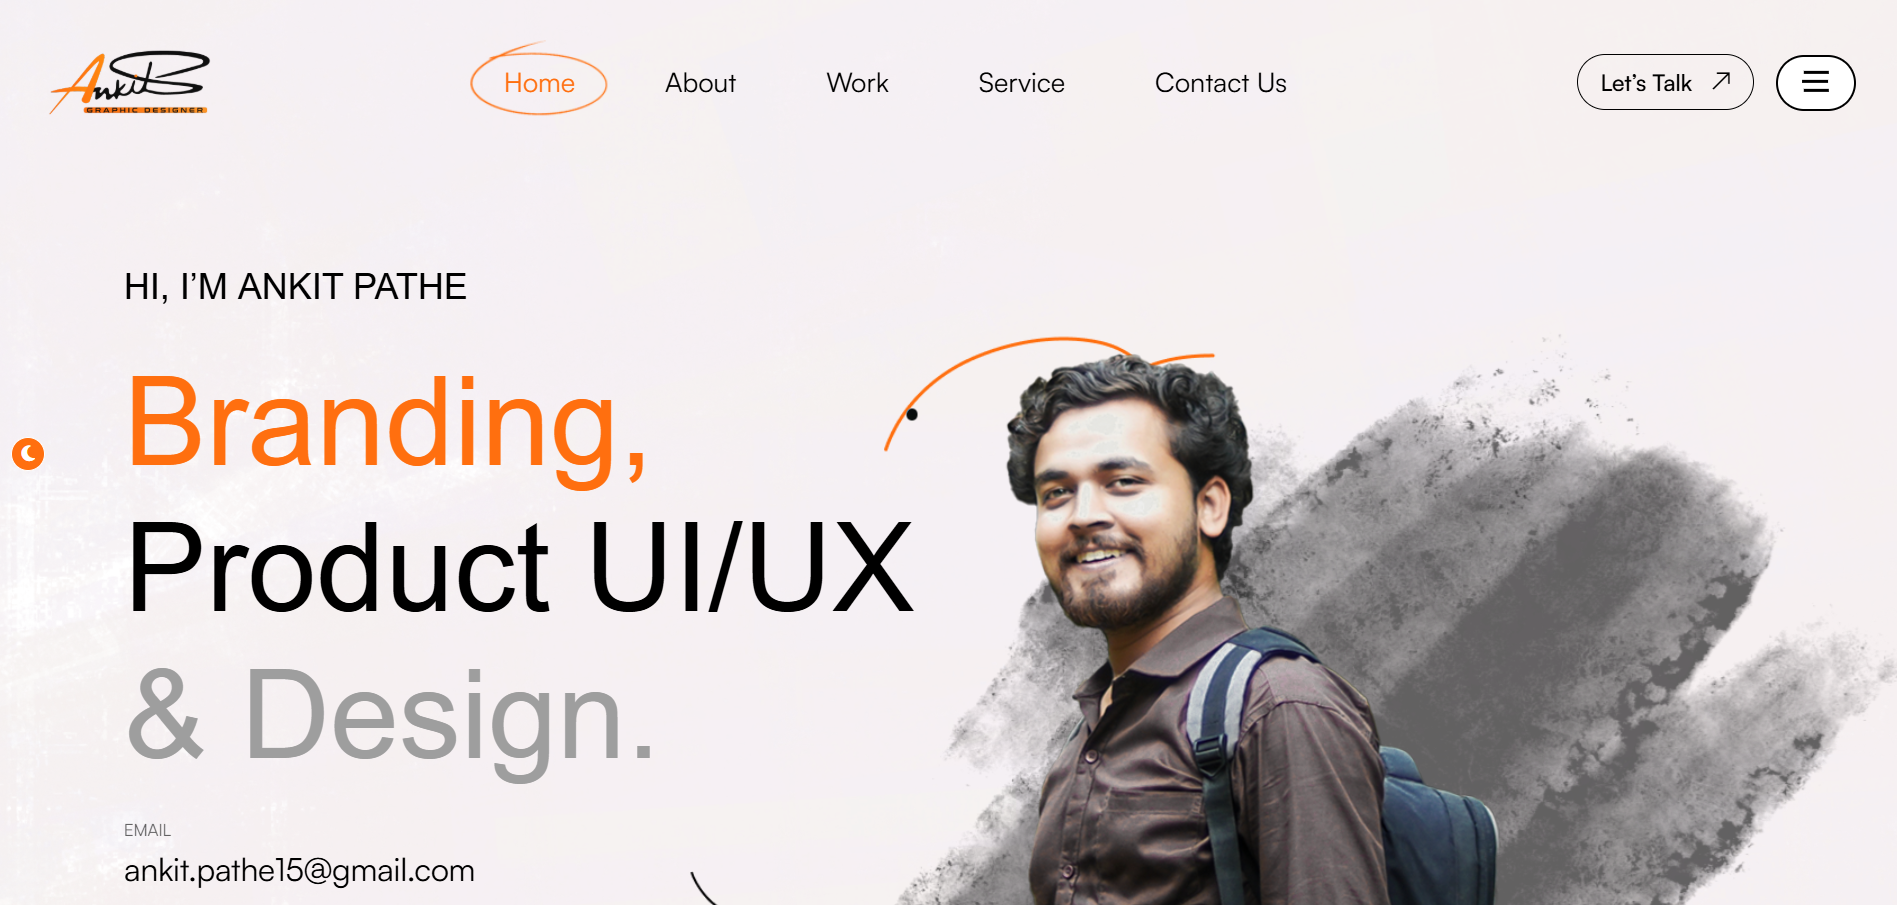 Ankit B
GRAPHIC DESIGNER
Home
About
Work
Service
Contact Us
Let’s Talk
HI, I’M ANKIT PATHE
Branding,
Product UI/UX
& Design.
EMAIL
ankit.pathe15@gmail.com